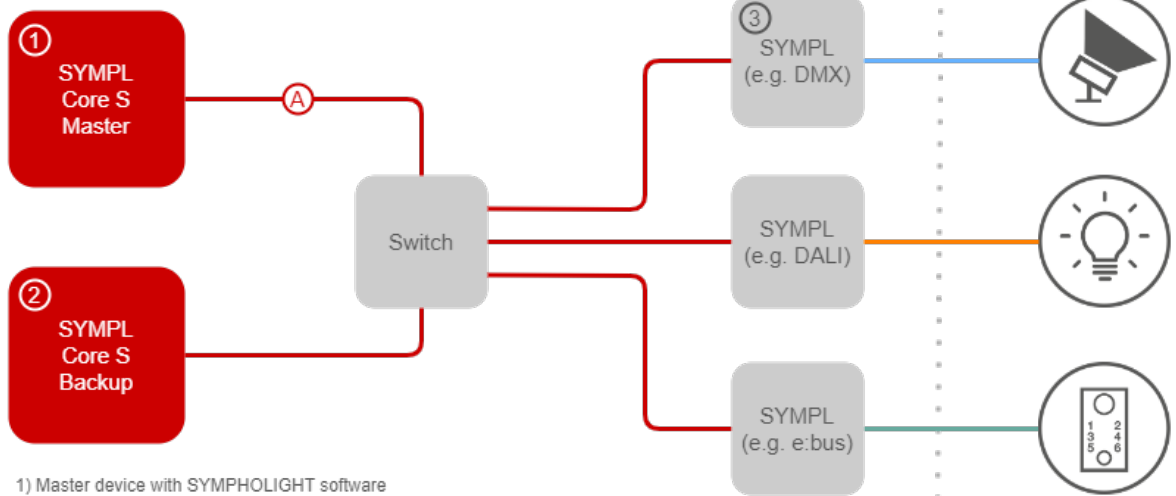 1
SYMPL
Core S
Master
A
2
SYMPL
Core S
Backup
Switch
3
SYMPL
(e.g. DMX)
SYMPL
(e.g. DALI)
SYMPL
(e.g. e:bus)
1 2
3 4
5 6
1) Master device with SYMPHOLIGHT software